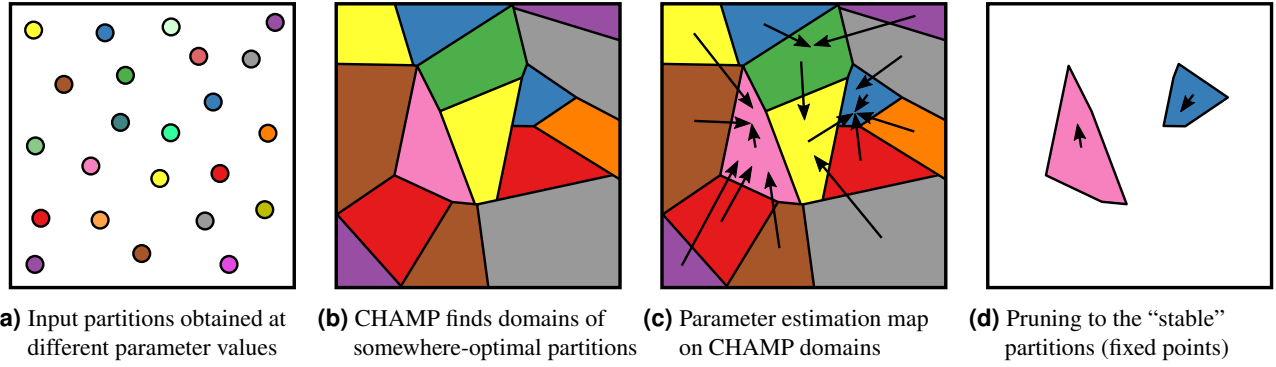 a) Input partitions obtained at
different parameter values
(b) CHAMP finds domains of
somewhere-optimal partitions
(c) Parameter estimation map
on CHAMP domains
(d) Pruning to the “stable”
partitions (fixed points)